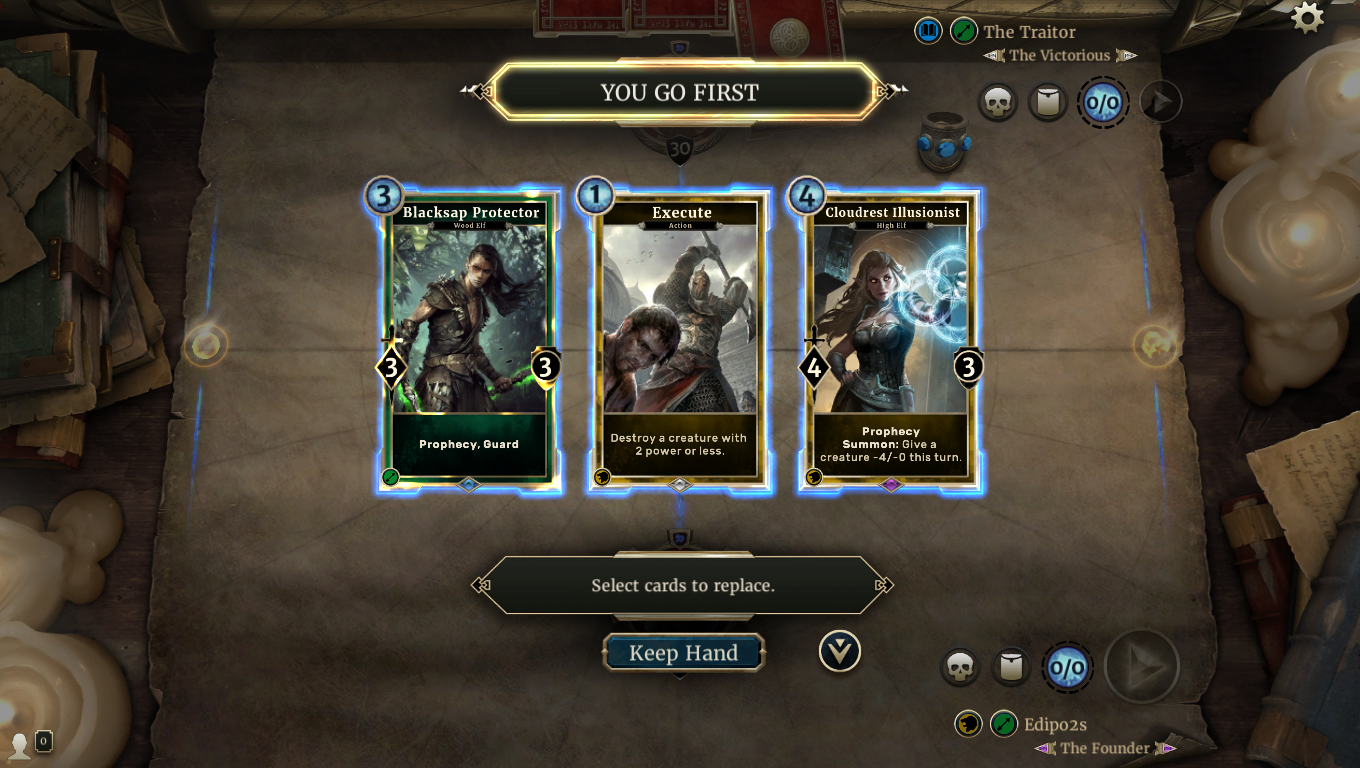 The Traitor
The Victorious
YOU GO FIRST
0/0
30
3
Blacksap Protector
Wood Elf
3
3
Prophecy, Guard
1
Execute
Action
Destroy a creature with
2 power or less.
4
Cloudrest Illusionist
High Elf
4
3
Prophecy
Summon: Give a
creature -4/-0 this turn.
Select cards to replace.
Keep Hand
0/0
Edipo2s
The Founder
0